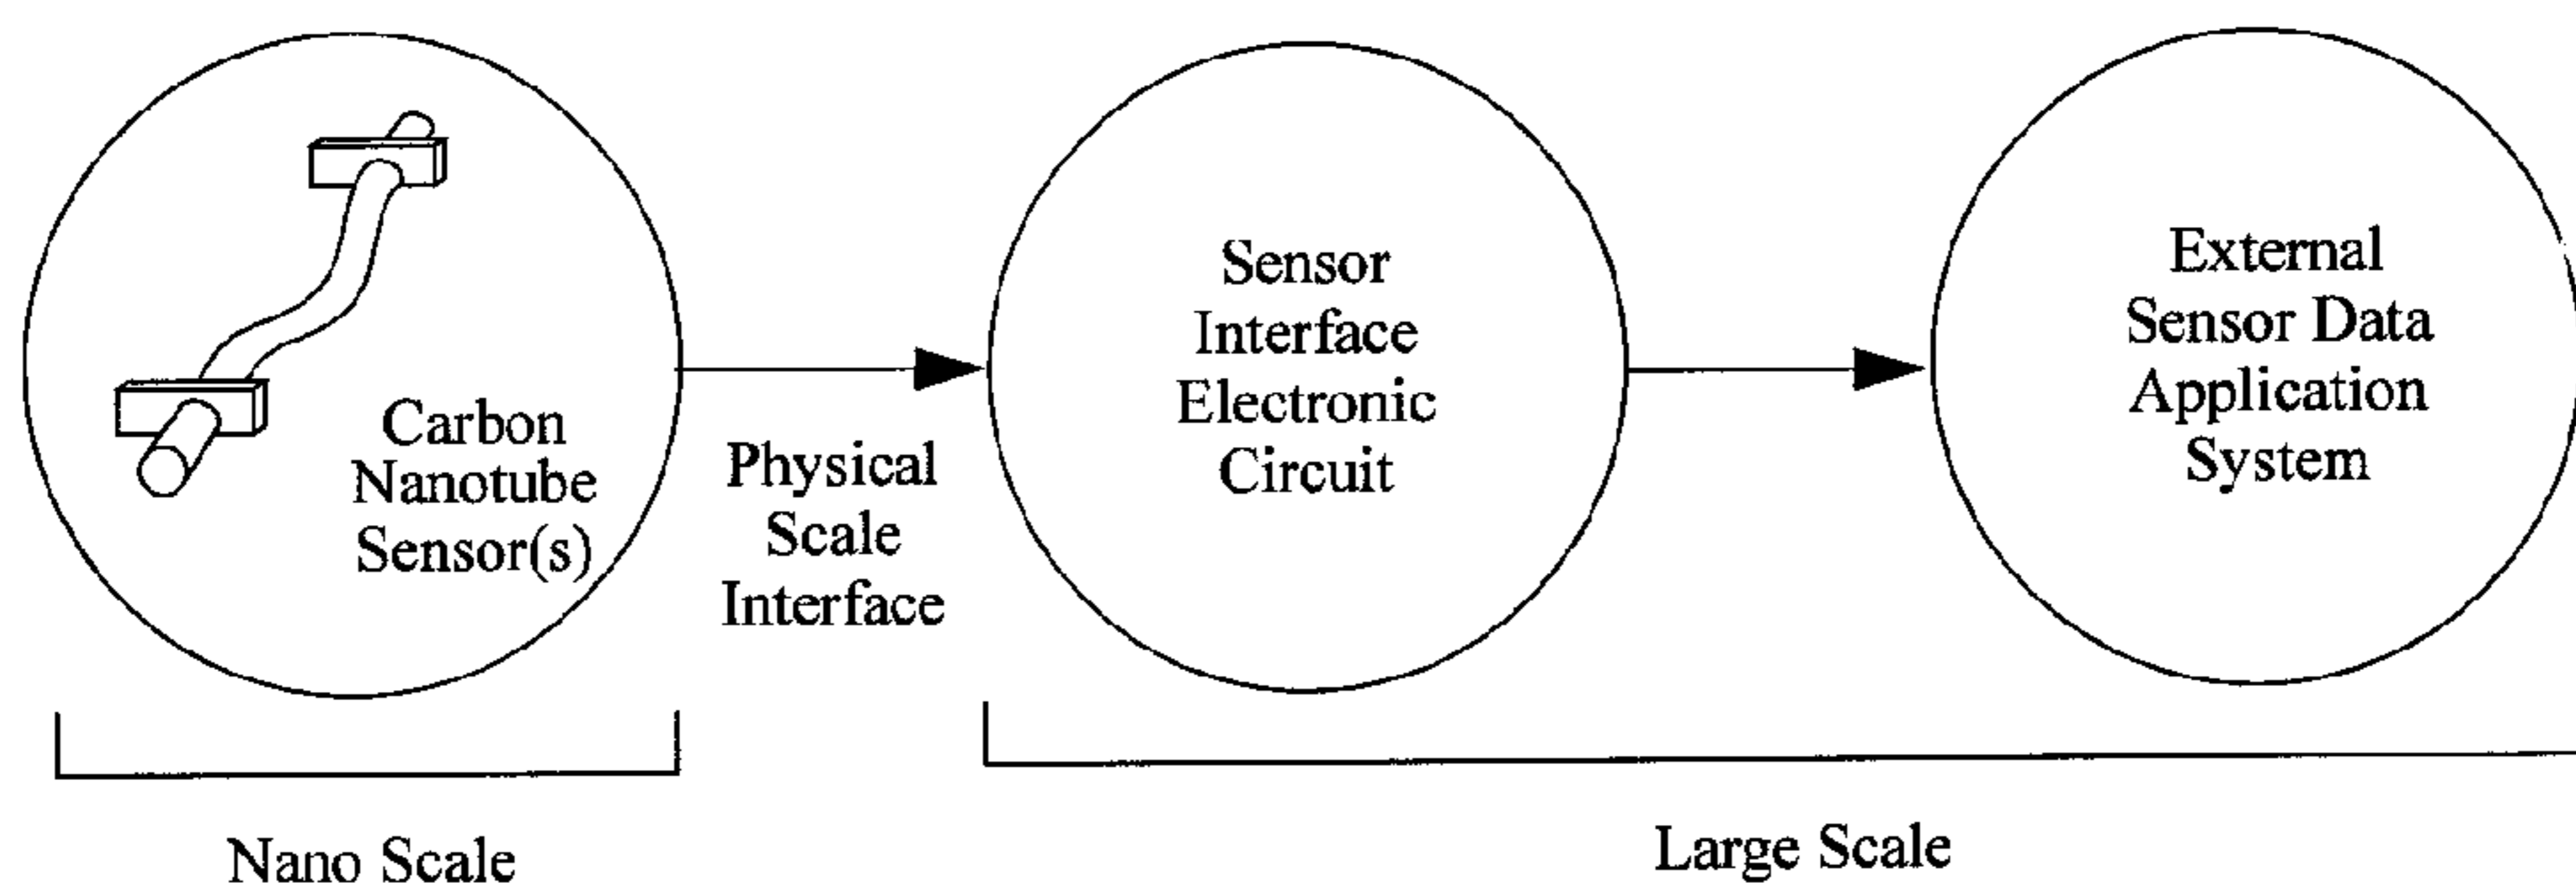 Carbon
Nanotube
Sensor(s)
Physical
Scale
Interface
Sensor
Interface
Electronic
Circuit
External
Sensor Data
Application
System
Nano Scale
Large Scale